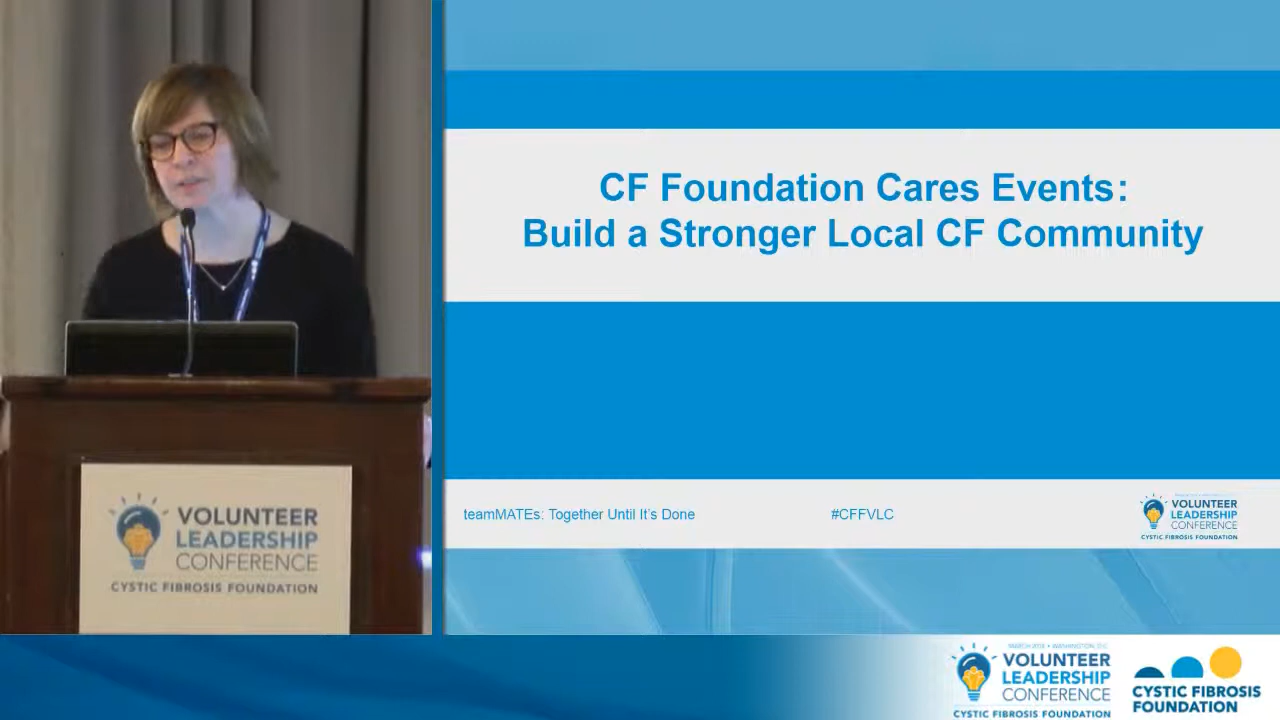 CF Foundation Cares Events:
Build a Stronger Local CF Community
teamMATEs: Together Until It's Done
#CFFVLC
VOLUNTEER
LEADERSHIP
CONFERENCE
CYSTIC FIBROSIS FOUNDATION
VOLUNTEER
LEADERSHIP
CONFERENCE
CYSTIC FIBROSIS FOUNDATION
VOLUNTEER
LEADERSHIP
CONFERENCE
CYSTIC FIBROSIS FOUNDATION
CYSTIC FIBROSIS
FOUNDATION